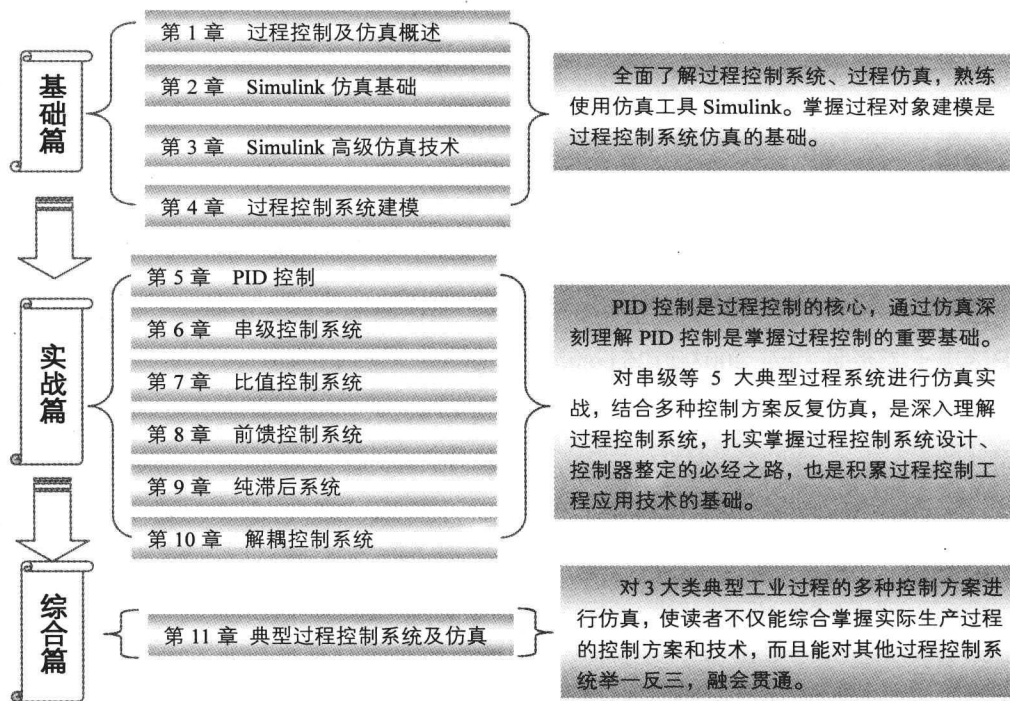 基础篇
第 1 章 过程控制及仿真概述
第 2 章 Simulink 仿真基础
第 3 章 Simulink 高级仿真技术
第 4 章 过程控制系统建模
全面了解过程控制系统、过程仿真，熟练
使用仿真工具 Simulink。掌握过程对象建模是
过程控制系统仿真的基础。
实战篇
第 5 章 PID 控制
第 6 章 串级控制系统
第 7 章 比值控制系统
第 8 章 前馈控制系统
第 9 章 纯滞后系统
第 10 章 解耦控制系统
PID 控制是过程控制的核心，通过仿真深
刻理解 PID 控制是掌握过程控制的重要基础。
对串级等 5 大典型过程系统进行仿真实
战，结合多种控制方案反复仿真，是深入理解
过程控制系统，扎实掌握过程控制系统设计、
控制器整定的必经之路，也是积累过程控制工
程应用技术的基础。
综合篇
第 11 章 典型过程控制系统及仿真
对 3 大类典型工业过程的多种控制方案进
行仿真，使读者不仅能综合掌握实际生产过程
的控制方案和技术，而且能对其他过程控制系
统举一反三，融会贯通。